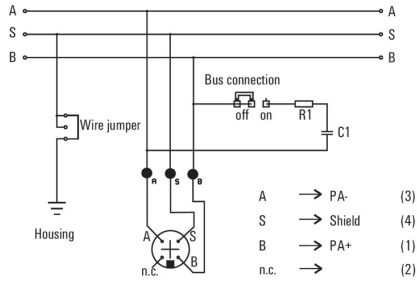 A A
S S
B B
Bus connection
off on R1
C1
Wire jumper
A S B
Housing
A S
n.c. B
A → PA- (3)
S → Shield (4)
B → PA+ (1)
n.c. → (2)